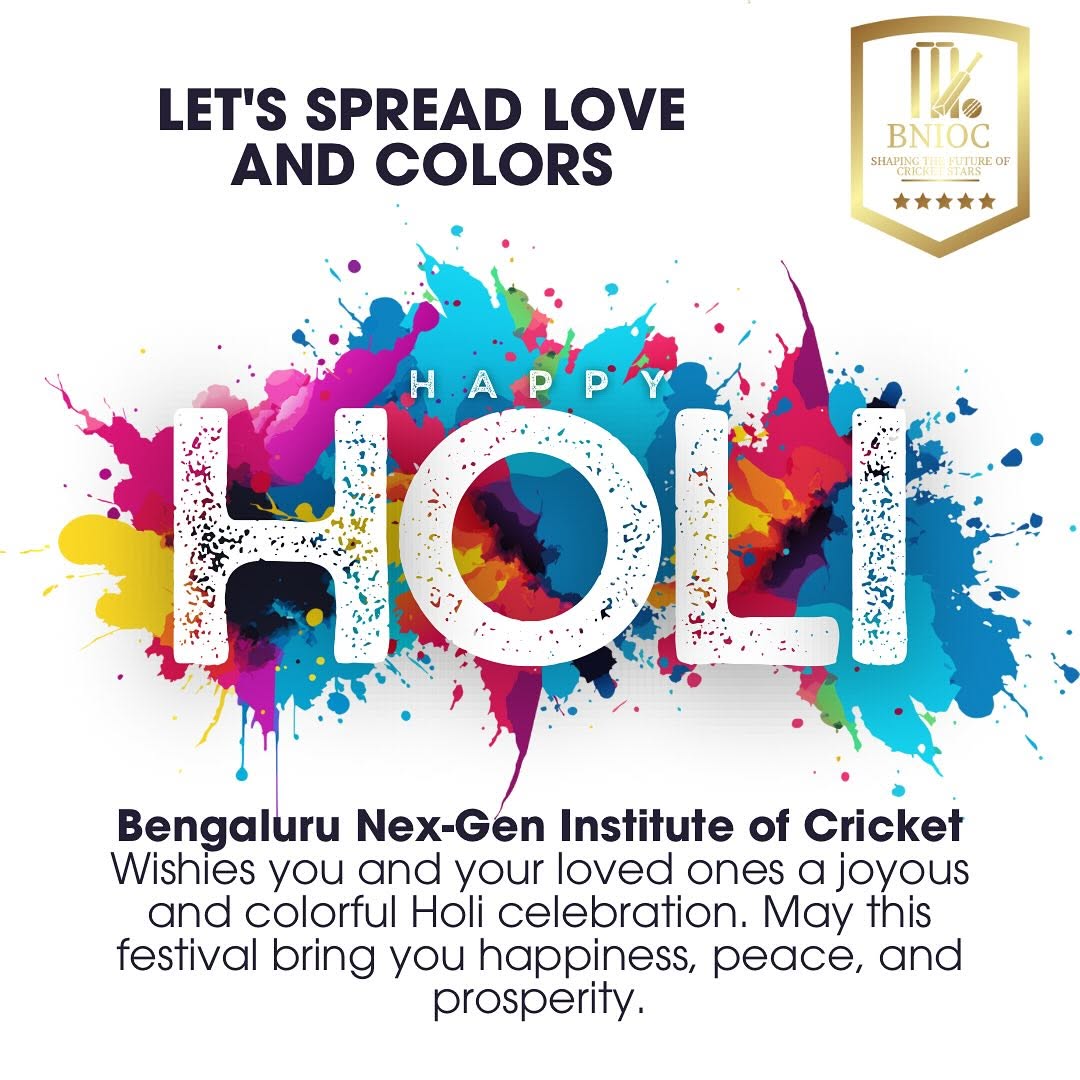 LET'S SPREAD LOVE
AND COLORS
BNIOC
SHAPING THE FUTURE OF
CRICKET STARS
HAPPY
HOLI
Bengaluru Nex-Gen Institute of Cricket
Wishies you and your loved ones a joyous
and colorful Holi celebration. May this
festival bring you happiness, peace, and
prosperity.